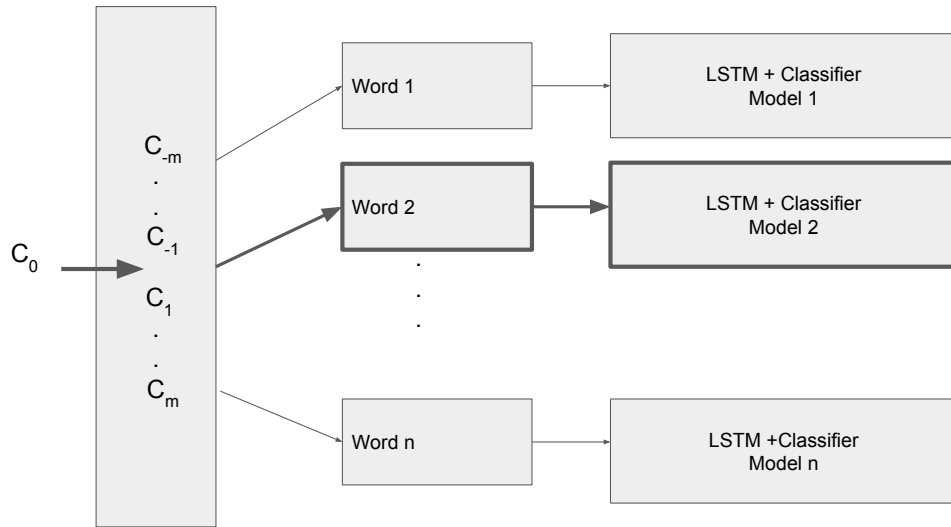 C₀
C₋ₘ
.
.
C₋₁
C₁
.
.
Cₘ
Word 1
LSTM + Classifier
Model 1
Word 2
LSTM + Classifier
Model 2
.
.
.
Word n
LSTM +Classifier
Model n